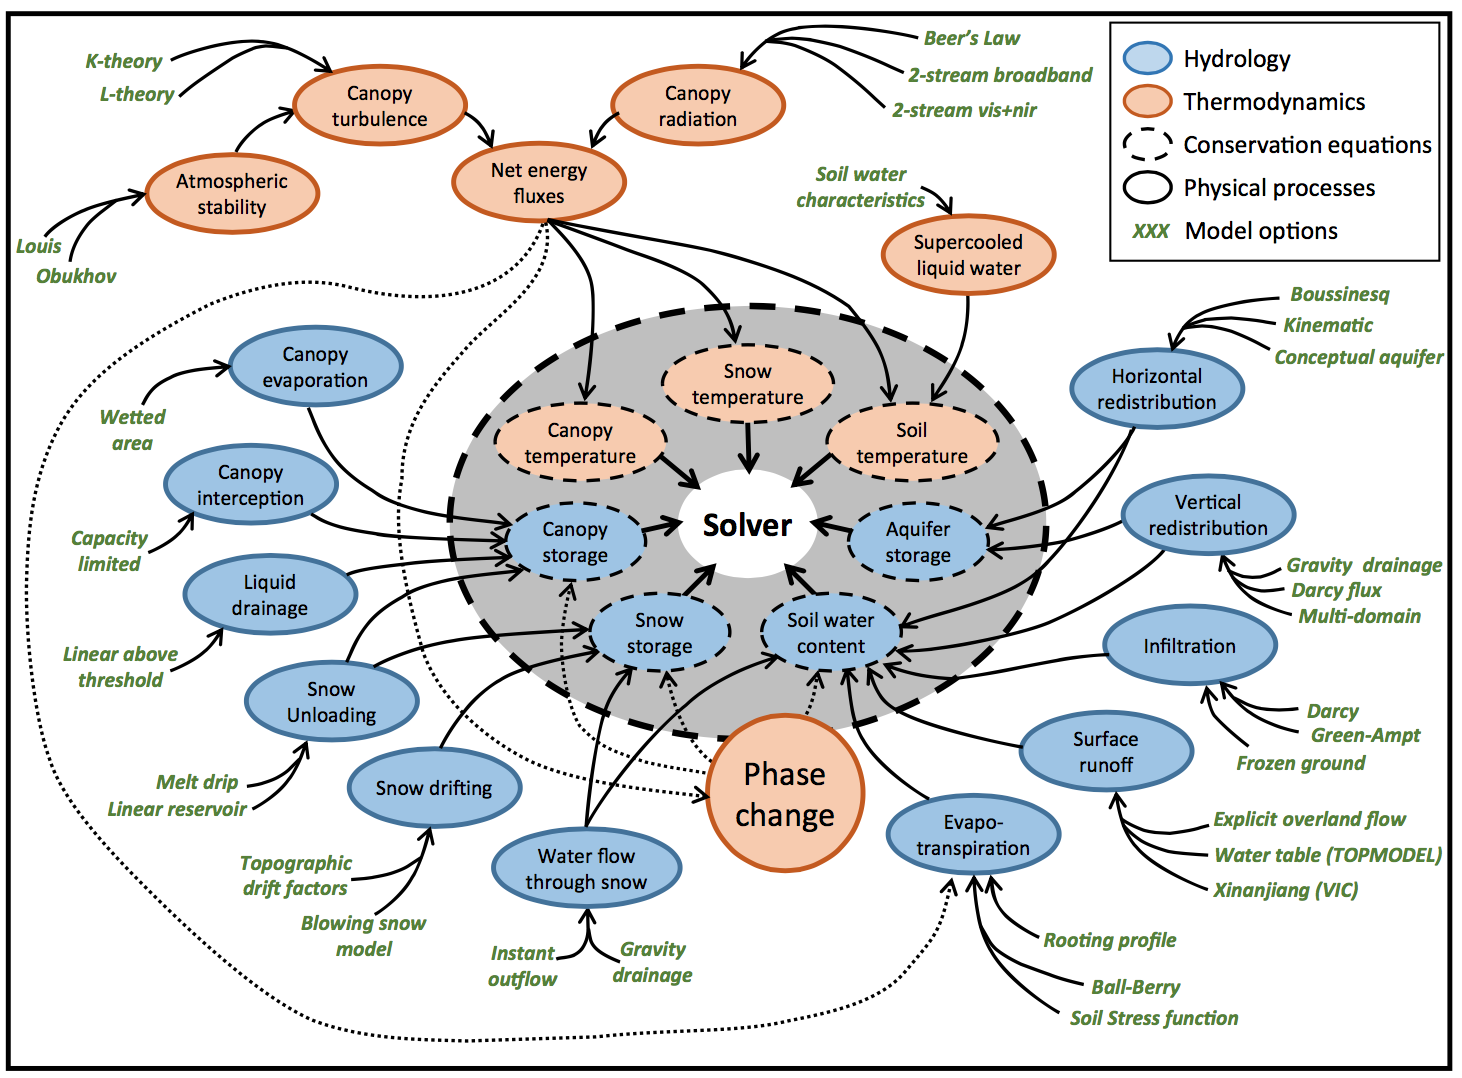 K-theory
L-theory
Canopy
turbulence
Canopy
radiation
Beer's Law
2-stream broadband
2-stream vis+nir
Hydrology
Thermodynamics
Conservation equations
Physical processes
XXX Model options
Atmospheric
stability
Net energy
fluxes
Louis
Obukhov
Soil water
characteristics
Supercooled
liquid water
Boussinesq
Kinematic
Conceptual aquifer
Canopy
evaporation
Wetted
area
Snow
temperature
Canopy
temperature
Soil
temperature
Horizontal
redistribution
Canopy
interception
Capacity
limited
Canopy
storage
Solver
Aquifer
storage
Vertical
redistribution
Gravity drainage
Darcy flux
Multi-domain
Liquid
drainage
Linear above
threshold
Snow
storage
Soil water
content
Infiltration
Darcy
Green-Ampt
Frozen ground
Snow
Unloading
Melt drip
Linear reservoir
Snow drifting
Topographic
drift factors
Blowing snow
model
Phase
change
Surface
runoff
Explicit overland flow
Water table (TOPMODEL)
Xinanjiang (VIC)
Water flow
through snow
Instant
outflow
Gravity
drainage
Evapo-
transpiration
Rooting profile
Ball-Berry
Soil Stress function